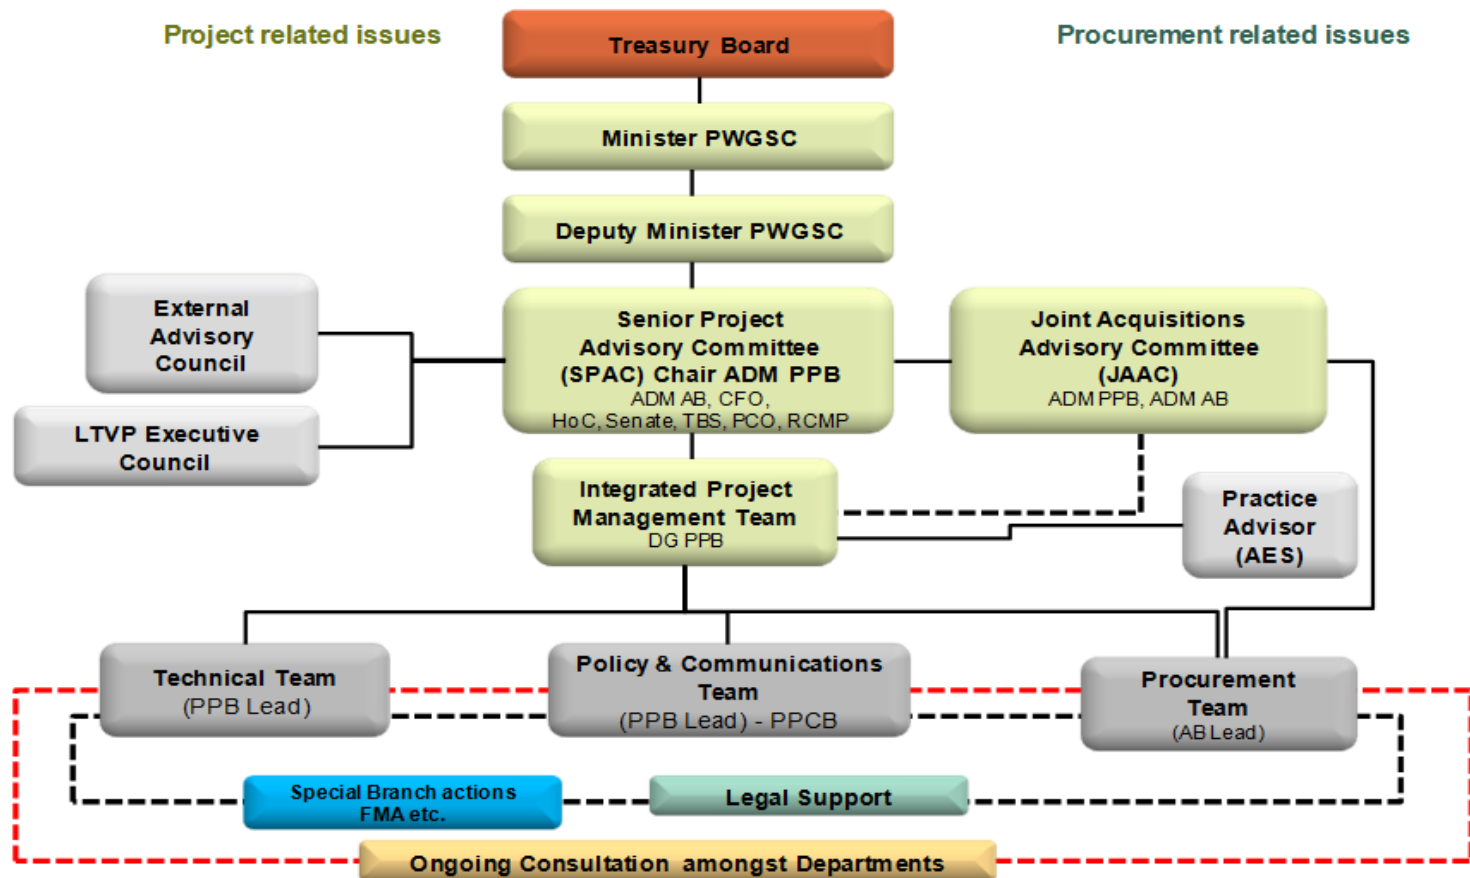 Project related issues
Treasury Board
Procurement related issues
Minister PWGSC
Deputy Minister PWGSC
External
Advisory
Council
LTVP Executive
Council
Senior Project
Advisory Committee
(SPAC) Chair ADM PPB
ADM AB, CFO,
HoC, Senate, TBS, PCO, RCMP
Joint Acquisitions
Advisory Committee
(JAAC)
ADM PPB, ADM AB
Integrated Project
Management Team
DG PPB
Practice
Advisor
(AES)
Technical Team
(PPB Lead)
Policy & Communications
Team
(PPB Lead) - PPCB
Procurement
Team
(AB Lead)
Special Branch actions
FMA etc.
Legal Support
Ongoing Consultation amongst Departments